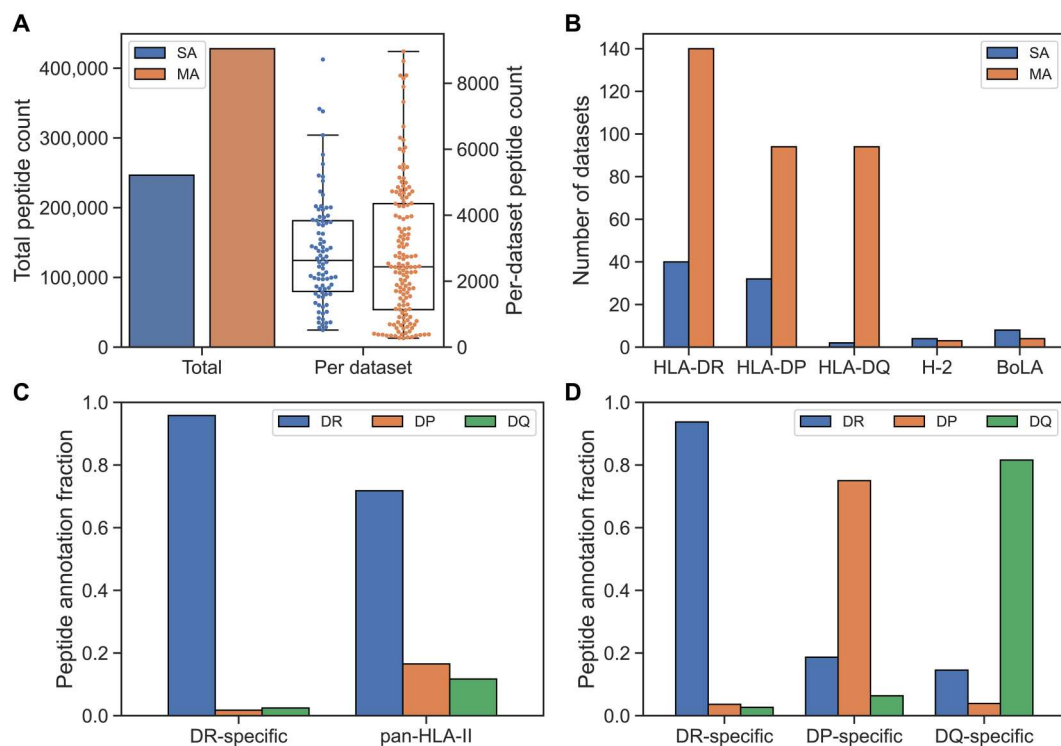 A
SA
MA
Total peptide count
400,000
300,000
200,000
100,000
0
8000
6000
4000
2000
0
Per-dataset peptide count
Total
Per dataset
B
SA
MA
Number of datasets
140
120
100
80
60
40
20
0
HLA-DR
HLA-DP
HLA-DQ
H-2
BoLA
C
DR
DP
DQ
Peptide annotation fraction
1.0
0.8
0.6
0.4
0.2
0.0
DR-specific
pan-HLA-II
D
DR
DP
DQ
Peptide annotation fraction
1.0
0.8
0.6
0.4
0.2
0.0
DR-specific
DP-specific
DQ-specific